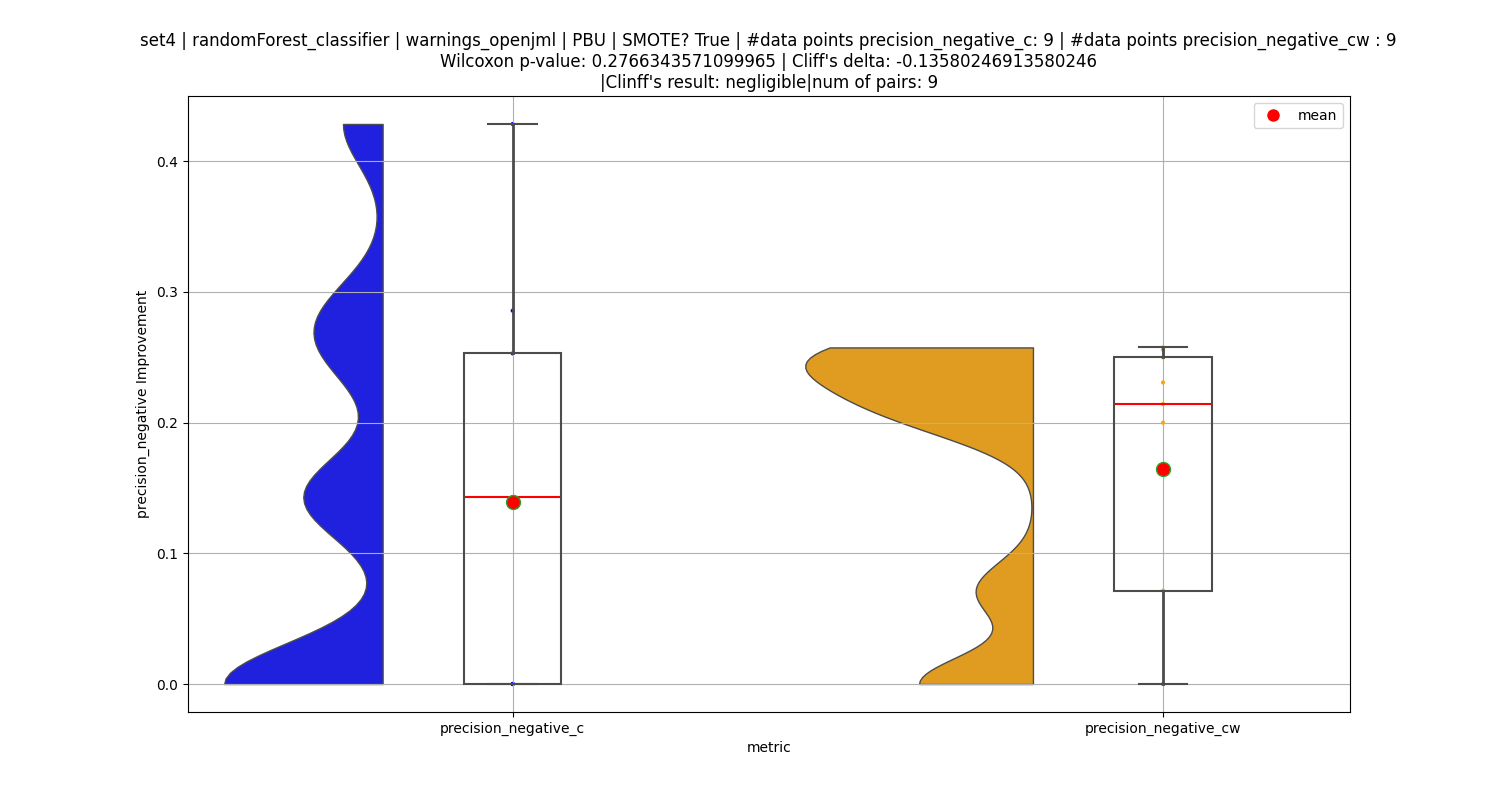 set4 | randomForest_classifier | warnings_openjml | PBU | SMOTE? True | #data points precision_negative_c: 9 | #data points precision_negative_cw : 9
Wilcoxon p-value: 0.2766343571099965 | Cliff's delta: -0.13580246913580246
|Clinff's result: negligible|num of pairs: 9
mean
0.4
0.3
0.2
0.1
0.0
precision_negative Improvement
precision_negative_c
precision_negative_cw
metric